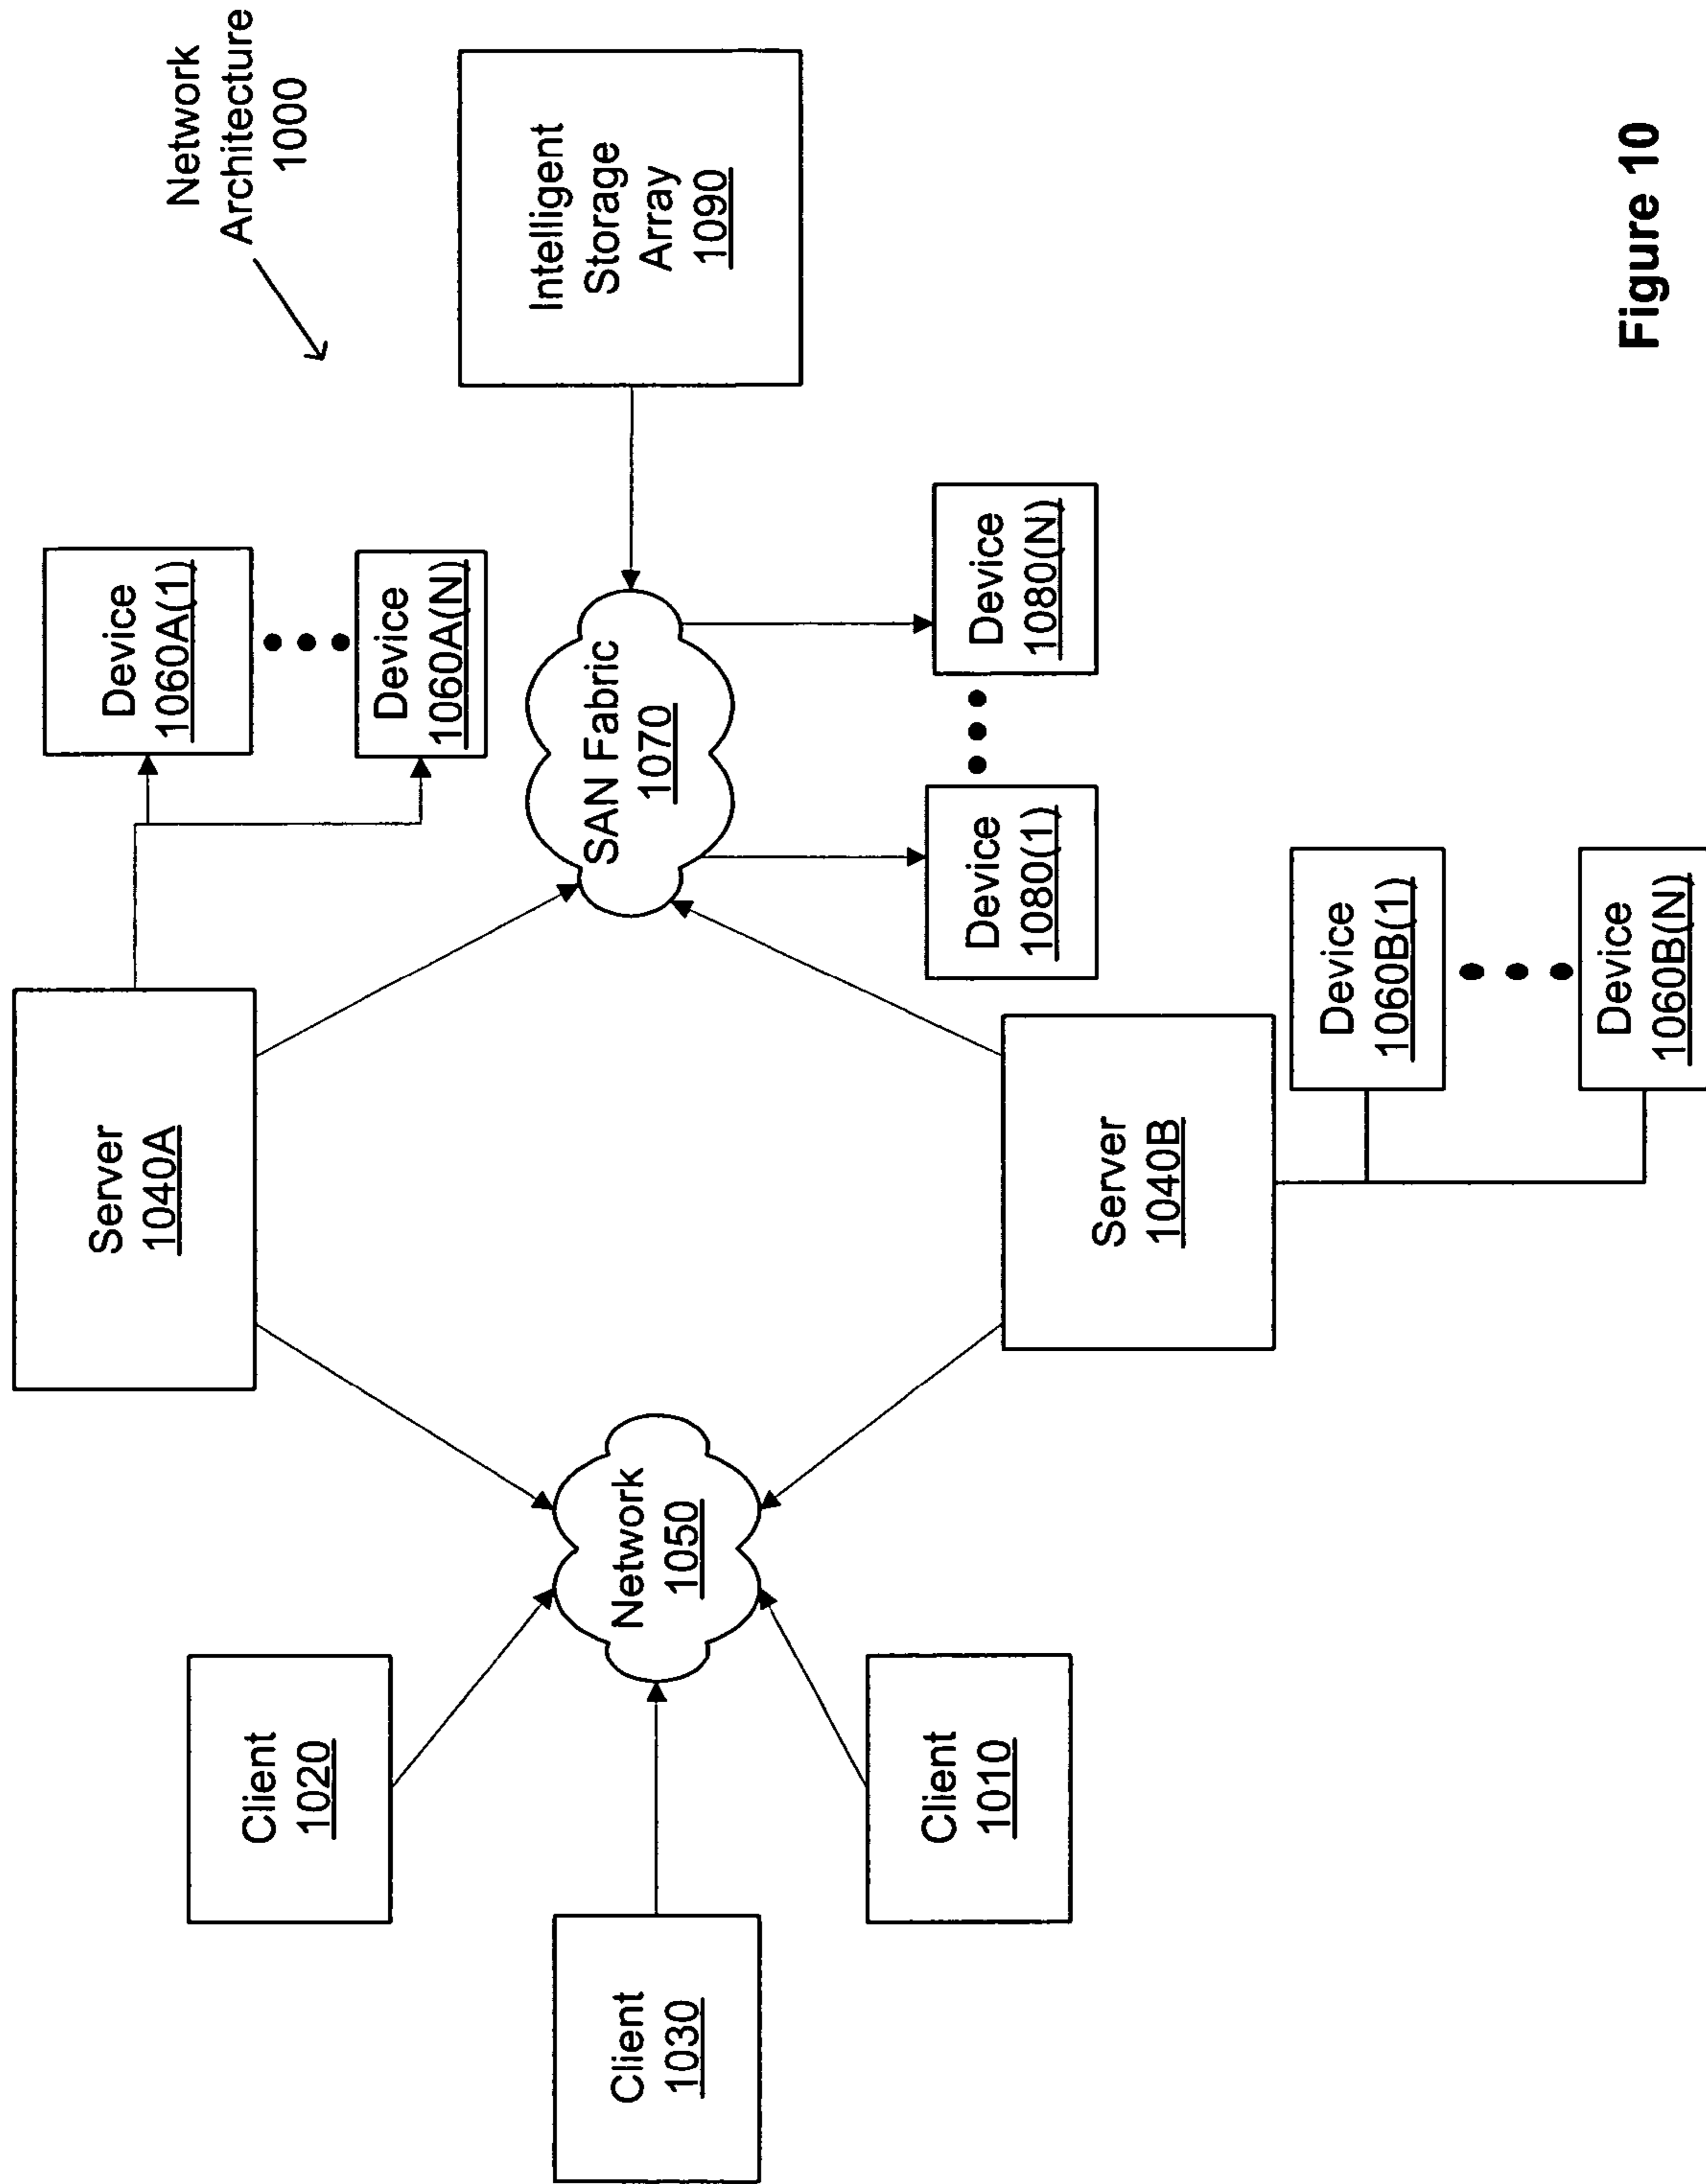 Network
Architecture
1000
Server
1040A
Device
1060A(1)
Device
1060A(N)
Client
1020
Client
1030
Network
1050
SAN Fabric
1070
Intelligent
Storage
Array
1090
Client
1010
Device
1080(1)
Device
1080(N)
Server
1040B
Device
1060B(1)
Device
1060B(N)
Figure 10